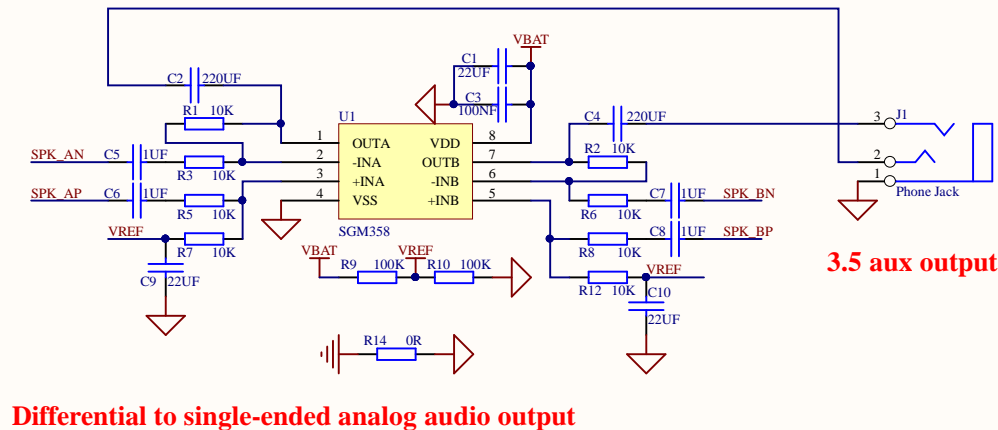 VBAT
C1
22UF
C2 220UF
C3
100NF
R1 10K
U1
C4 220UF
J1
1 OUTA VDD 8
2 -INA OUTB 7
3 +INA -INB 6
4 VSS +INB 5
SGM358
R2 10K
3
2
1
Phone Jack
SPK_AN C5 1UF
R3 10K
SPK_AP C6 1UF
R5 10K
VREF
R7 10K
C9 22UF
R6 10K
C7 1UF SPK_BN
R8 10K
C8 1UF SPK_BP
R12 10K
VREF
C10
22UF
VBAT
R9 100K
VREF
R10 100K
3.5 aux output
R14 0R
Differential to single-ended analog audio output